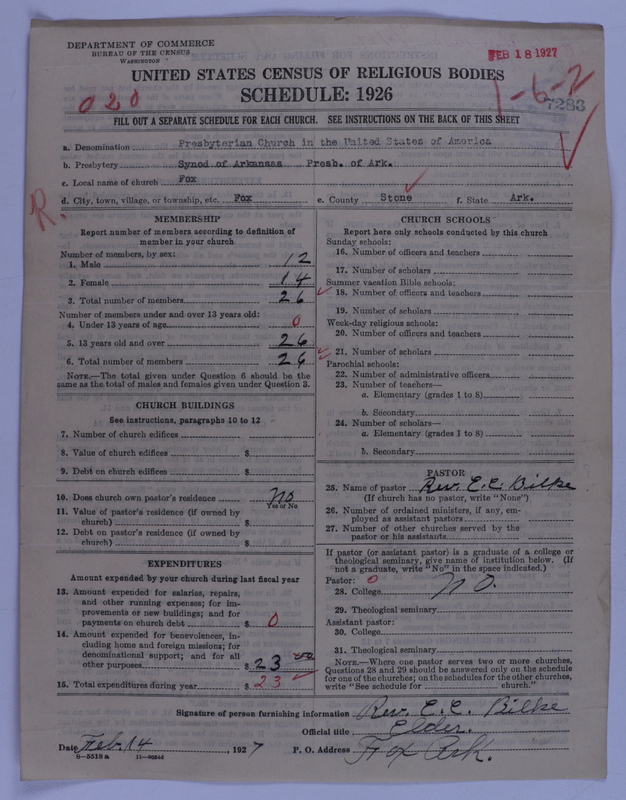 DEPARTMENT OF COMMERCE
BUREAU OF THE CENSUS
WASHINGTON
FEB 18 1927
UNITED STATES CENSUS OF RELIGIOUS BODIES
SCHEDULE: 1926
020
1-6-2
7283
FILL OUT A SEPARATE SCHEDULE FOR EACH CHURCH. SEE INSTRUCTIONS ON THE BACK OF THIS SHEET
a. Denomination Presbyterian Church in the United States of America
b. Presbytery Synod of Arkansas Presb. of Ark.
c. Local name of church Fox
d. City, town, village, or township, etc. Fox e. County Stone f. State Ark.
R.
MEMBERSHIP
Report number of members according to definition of
member in your church
Number of members, by sex:
1. Male 12
2. Female 14
3. Total number of members 26
Number of members under and over 13 years old:
4. Under 13 years of age 0
5. 13 years old and over 26
6. Total number of members 26
NOTE.—The total given under Question 6 should be the
same as the total of males and females given under Question 3.
CHURCH BUILDINGS
See instructions, paragraphs 10 to 12
7. Number of church edifices
8. Value of church edifices $
9. Debt on church edifices $
10. Does church own pastor's residence No
Yes or No
11. Value of pastor's residence (if owned by
church) $
12. Debt on pastor's residence (if owned by
church) $
EXPENDITURES
Amount expended by your church during last fiscal year
13. Amount expended for salaries, repairs,
and other running expenses; for im-
provements or new buildings; and for
payments on church debt $ 0
14. Amount expended for benevolences, in-
cluding home and foreign missions; for
denominational support; and for all
other purposes $ 23 00
15. Total expenditures during year $ 23
CHURCH SCHOOLS
Report here only schools conducted by this church
Sunday schools:
16. Number of officers and teachers
17. Number of scholars
Summer vacation Bible schools:
18. Number of officers and teachers
19. Number of scholars
Week-day religious schools:
20. Number of officers and teachers
21. Number of scholars
Parochial schools:
22. Number of administrative officers
23. Number of teachers—
a. Elementary (grades 1 to 8)
b. Secondary
24. Number of scholars—
a. Elementary (grades 1 to 8)
b. Secondary
PASTOR
25. Name of pastor Rev. E. C. Bilke
(If church has no pastor, write "None")
26. Number of ordained ministers, if any, em-
ployed as assistant pastors
27. Number of other churches served by the
pastor or his assistants
If pastor (or assistant pastor) is a graduate of a college or
theological seminary, give name of institution below. (If
not a graduate, write "No" in the space indicated.)
Pastor: 0
28. College No.
29. Theological seminary
Assistant pastor:
30. College
31. Theological seminary
NOTE.—Where one pastor serves two or more churches,
Questions 28 and 29 should be answered only on the schedule
for one of the churches; on the schedules for the other churches,
write "See schedule for church."
Signature of person furnishing information Rev. E. C. Bilke
Official title Elder.
Date Feb. 14, 1927 P. O. Address Fox Ark.
8—5518a